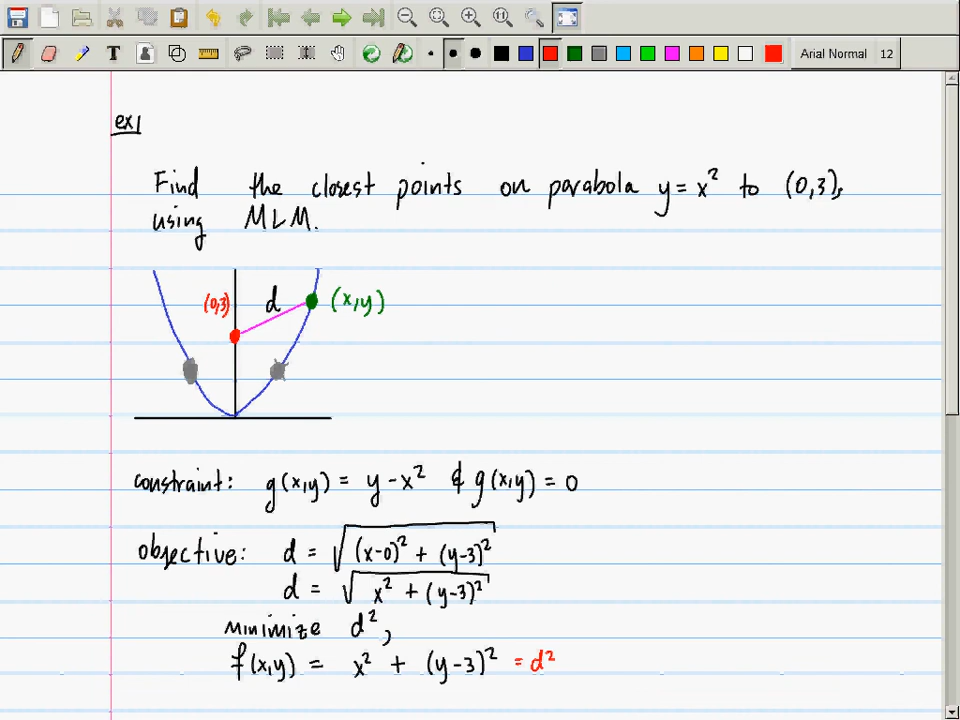 T
Arial Normal 12
ex1
Find the closest points on parabola y = x² to (0,3),
using MLM.
(0,3) d (x,y)
constraint: g(x,y) = y - x² & g(x,y) = 0
objective: d = √((x-0)² + (y-3)²)
d = √(x² + (y-3)²)
minimize d²,
f(x,y) = x² + (y-3)² = d²